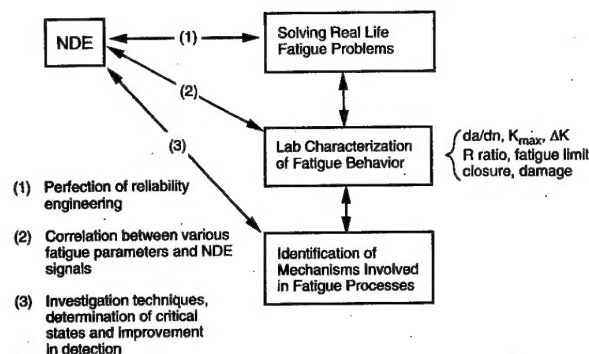 NDE
(1)
Solving Real Life
Fatigue Problems
(2)
(3)
Lab Characterization
of Fatigue Behavior
da/dn, Kmax, ΔK
R ratio, fatigue limit
closure, damage
Identification of
Mechanisms Involved
in Fatigue Processes
(1) Perfection of reliability
engineering
(2) Correlation between various
fatigue parameters and NDE
signals
(3) Investigation techniques,
determination of critical
states and improvement
in detection